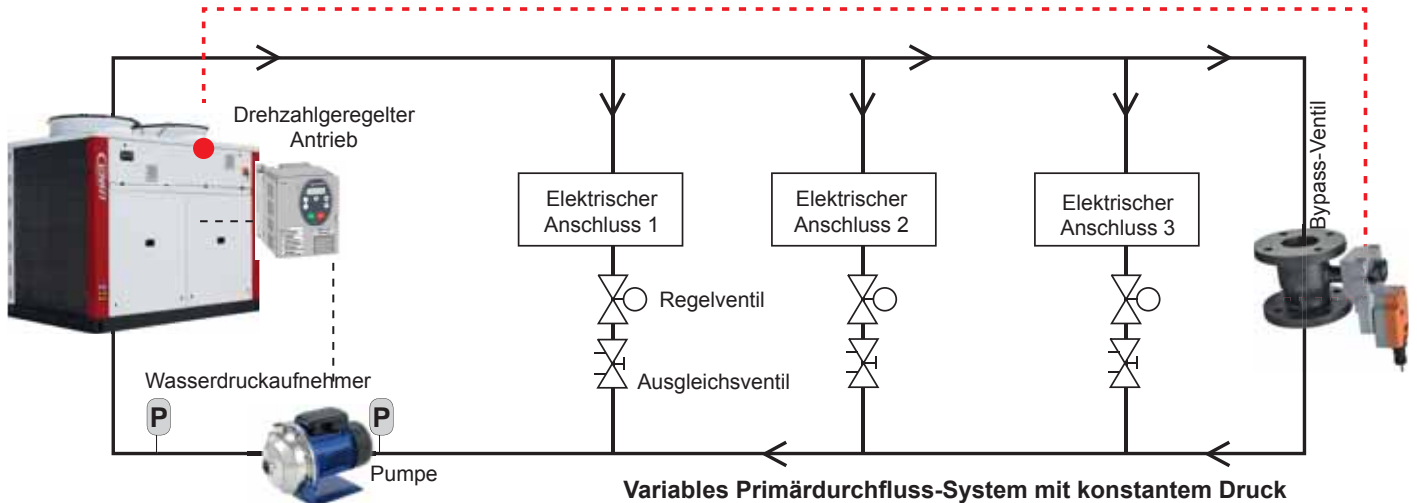 Drehzahlgeregelter
Antrieb
Elektrischer
Anschluss 1
Elektrischer
Anschluss 2
Elektrischer
Anschluss 3
Bypass-Ventil
Regelventil
Ausgleichsventil
Wasserdruckaufnehmer
P
P
Pumpe
Variables Primärdurchfluss-System mit konstantem Druck